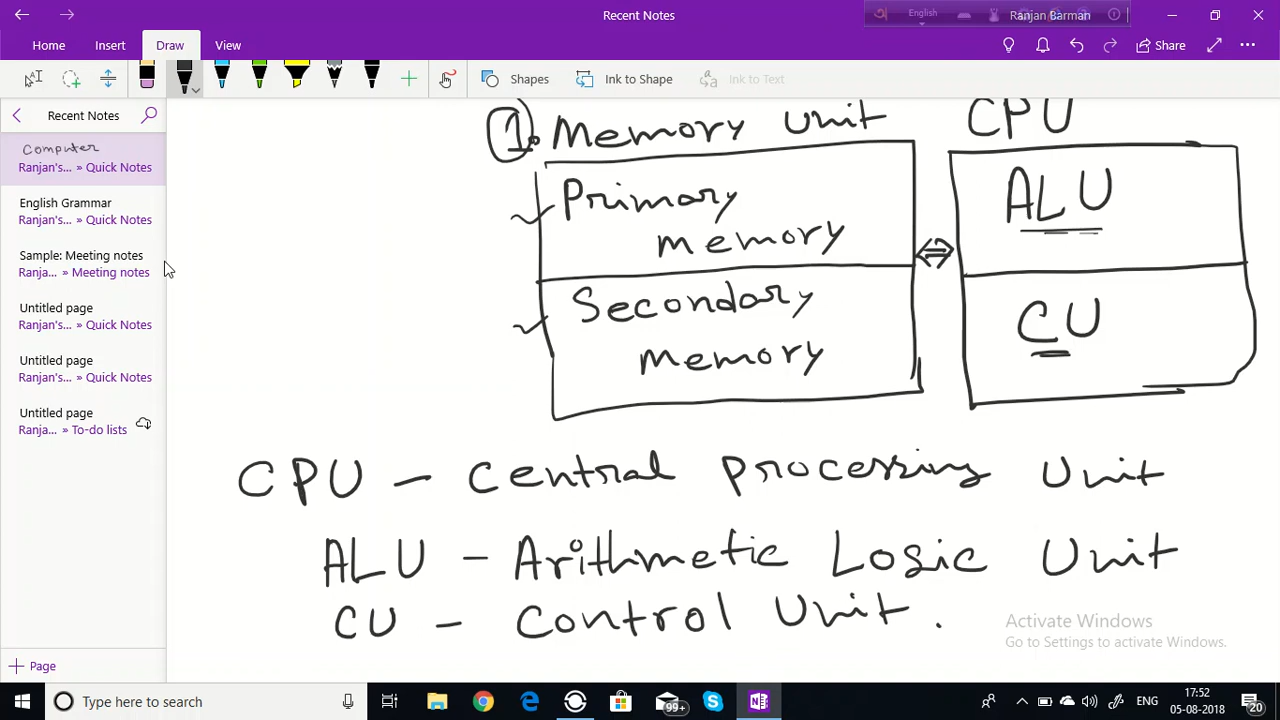 Recent Notes
English
Ranjan Barman
Home Insert Draw View
Share
Shapes
Ink to Shape
Ink to Text
Recent Notes
Computer
Ranjan's... » Quick Notes
English Grammar
Ranjan's... » Quick Notes
Sample: Meeting notes
Ranja... » Meeting notes
Untitled page
Ranjan's... » Quick Notes
Untitled page
Ranjan's... » Quick Notes
Untitled page
Ranja... » To-do lists
Page
1. Memory Unit
CPU
Primary
memory
Secondary
memory
ALU
CU
CPU - Central processing Unit
ALU - Arithmetic Logic Unit
CU - Control Unit.
Activate Windows
Go to Settings to activate Windows.
Type here to search
99+
ENG
17:52
05-08-2018
20